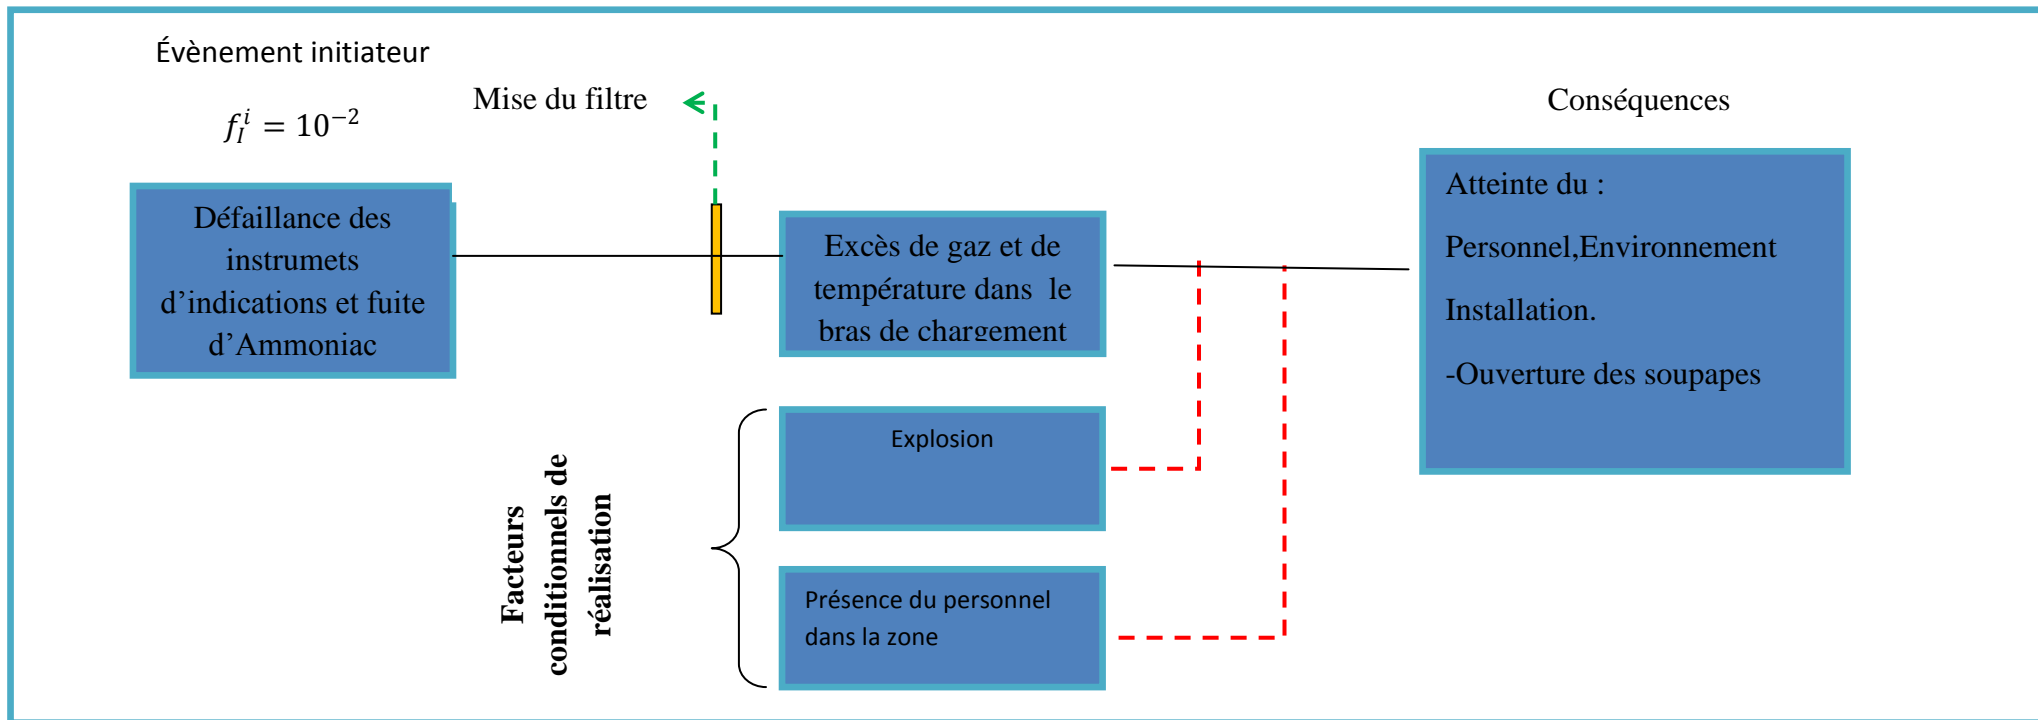 Évènement initiateur
Mise du filtre
Conséquences
𝑓_𝐼^𝑖 = 10⁻²
Défaillance des
instrumets
d’indications et fuite
d’Ammoniac
Excès de gaz et de
température dans le
bras de chargement
Atteinte du :
Personnel,Environnement
Installation.
-Ouverture des soupapes
Facteurs
conditionnels de
réalisation
Explosion
Présence du personnel
dans la zone